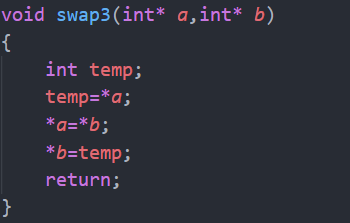 void swap3(int* a,int* b)
{
    int temp;
    temp=*a;
    *a=*b;
    *b=temp;
    return;
}